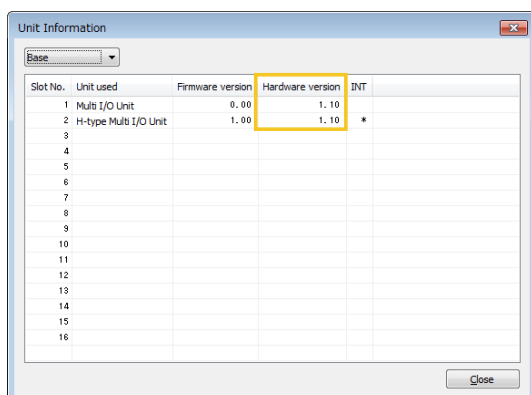 Unit Information
Base
Slot No. Unit used Firmware version Hardware version INT
1 Multi I/O Unit 0.00 1.10
2 H-type Multi I/O Unit 1.00 1.10 *
3
4
5
6
7
8
9
10
11
12
13
14
15
16
Close